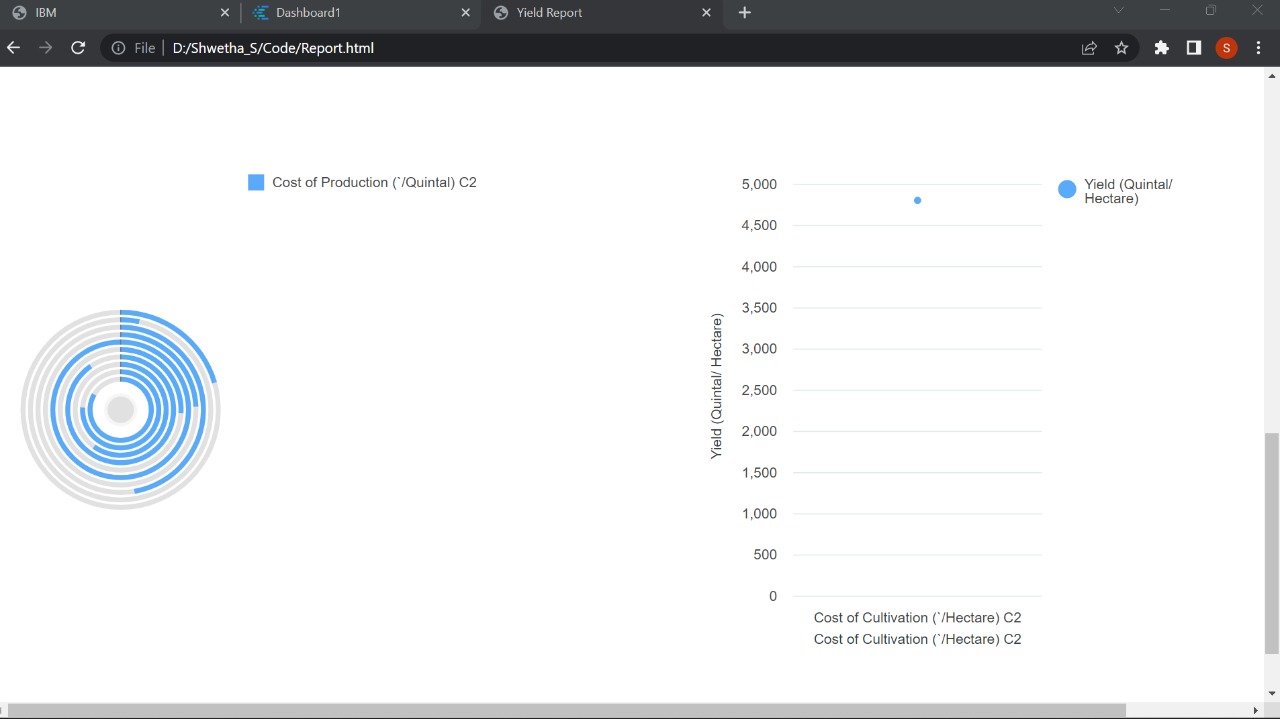 IBM
Dashboard1
Yield Report
File
D:/Shwetha_S/Code/Report.html
S
Cost of Production (`/Quintal) C2
5,000
4,500
4,000
3,500
3,000
2,500
2,000
1,500
1,000
500
0
Yield (Quintal/ Hectare)
Cost of Cultivation (`/Hectare) C2
Cost of Cultivation (`/Hectare) C2
Yield (Quintal/
Hectare)